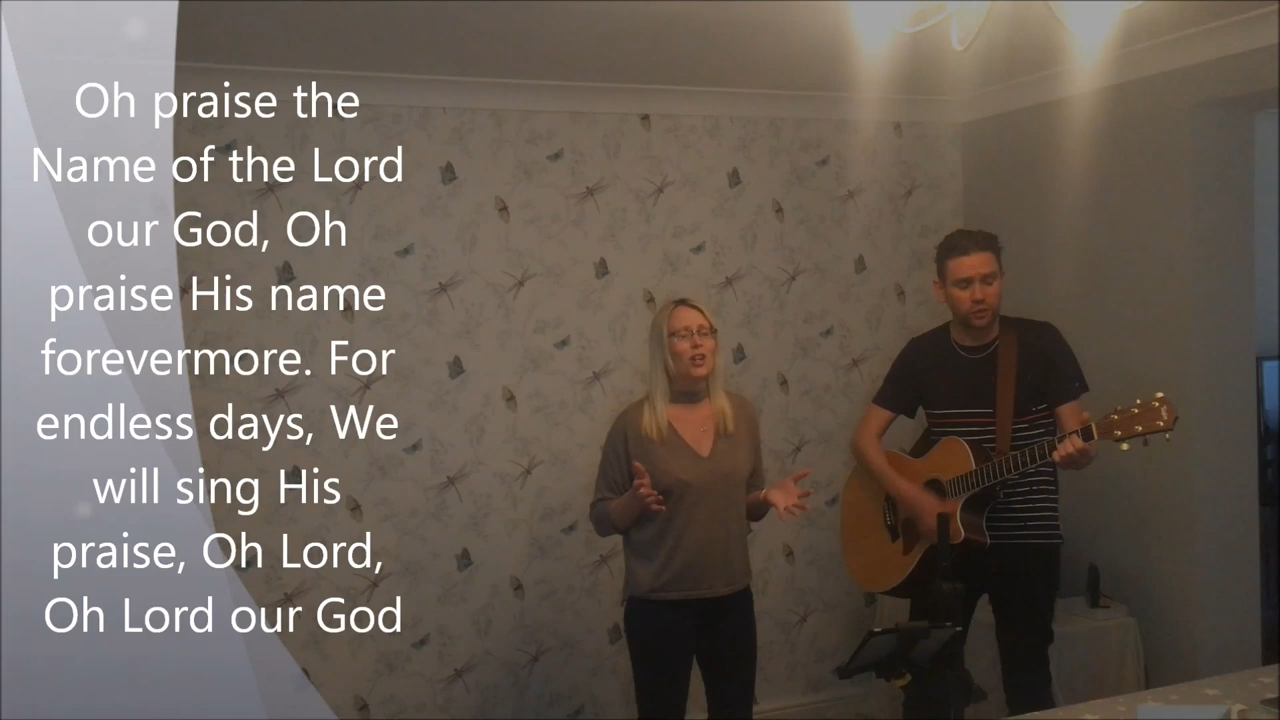 Oh praise the
Name of the Lord
our God, Oh
praise His name
forevermore. For
endless days, We
will sing His
praise, Oh Lord,
Oh Lord our God